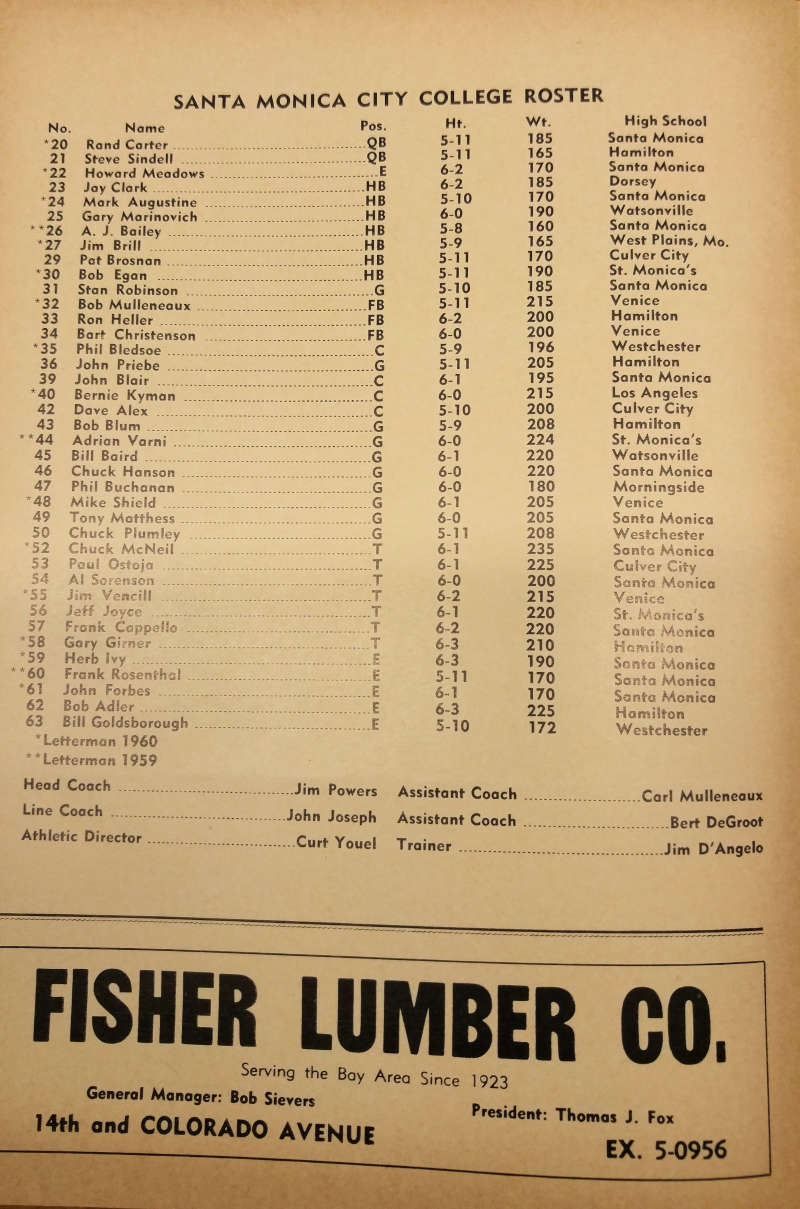 SANTA MONICA CITY COLLEGE ROSTER
No. Name Pos. Ht. Wt. High School
*20 Rand Carter QB 5-11 185 Santa Monica
21 Steve Sindell QB 5-11 165 Hamilton
*22 Howard Meadows E 6-2 170 Santa Monica
23 Jay Clark HB 6-2 185 Dorsey
*24 Mark Augustine HB 5-10 170 Santa Monica
25 Gary Marinovich HB 6-0 190 Watsonville
**26 A. J. Bailey HB 5-8 160 Santa Monica
*27 Jim Brill HB 5-9 165 West Plains, Mo.
29 Pat Brosnan HB 5-11 170 Culver City
*30 Bob Egan HB 5-11 190 St. Monica's
31 Stan Robinson G 5-10 185 Santa Monica
*32 Bob Mulleneaux FB 5-11 215 Venice
33 Ron Heller FB 6-2 200 Hamilton
34 Bart Christenson FB 6-0 200 Venice
*35 Phil Bledsoe C 5-9 196 Westchester
36 John Priebe G 5-11 205 Hamilton
39 John Blair C 6-1 195 Santa Monica
*40 Bernie Kyman C 6-0 215 Los Angeles
42 Dave Alex C 5-10 200 Culver City
43 Bob Blum G 5-9 208 Hamilton
**44 Adrian Varni G 6-0 224 St. Monica's
45 Bill Baird G 6-1 220 Watsonville
46 Chuck Hanson G 6-0 220 Santa Monica
47 Phil Buchanan G 6-0 180 Morningside
*48 Mike Shield G 6-1 205 Venice
49 Tony Matthess G 6-0 205 Santa Monica
50 Chuck Plumley G 5-11 208 Westchester
*52 Chuck McNeil T 6-1 235 Santa Monica
53 Paul Ostoja T 6-1 225 Culver City
54 Al Sorenson T 6-0 200 Santa Monica
*55 Jim Vencill T 6-2 215 Venice
56 Jeff Joyce T 6-1 220 St. Monica's
57 Frank Cappello T 6-2 220 Santa Monica
*58 Gary Girner T 6-3 210 Hamilton
*59 Herb Ivy E 6-3 190 Santa Monica
**60 Frank Rosenthal E 5-11 170 Santa Monica
*61 John Forbes E 6-1 170 Santa Monica
62 Bob Adler E 6-3 225 Hamilton
63 Bill Goldsborough E 5-10 172 Westchester
*Letterman 1960
**Letterman 1959
Head Coach Jim Powers Assistant Coach Carl Mulleneaux
Line Coach John Joseph Assistant Coach Bert DeGroot
Athletic Director Curt Youel Trainer Jim D'Angelo
FISHER LUMBER CO.
Serving the Bay Area Since 1923
General Manager: Bob Sievers President: Thomas J. Fox
14th and COLORADO AVENUE EX. 5-0956